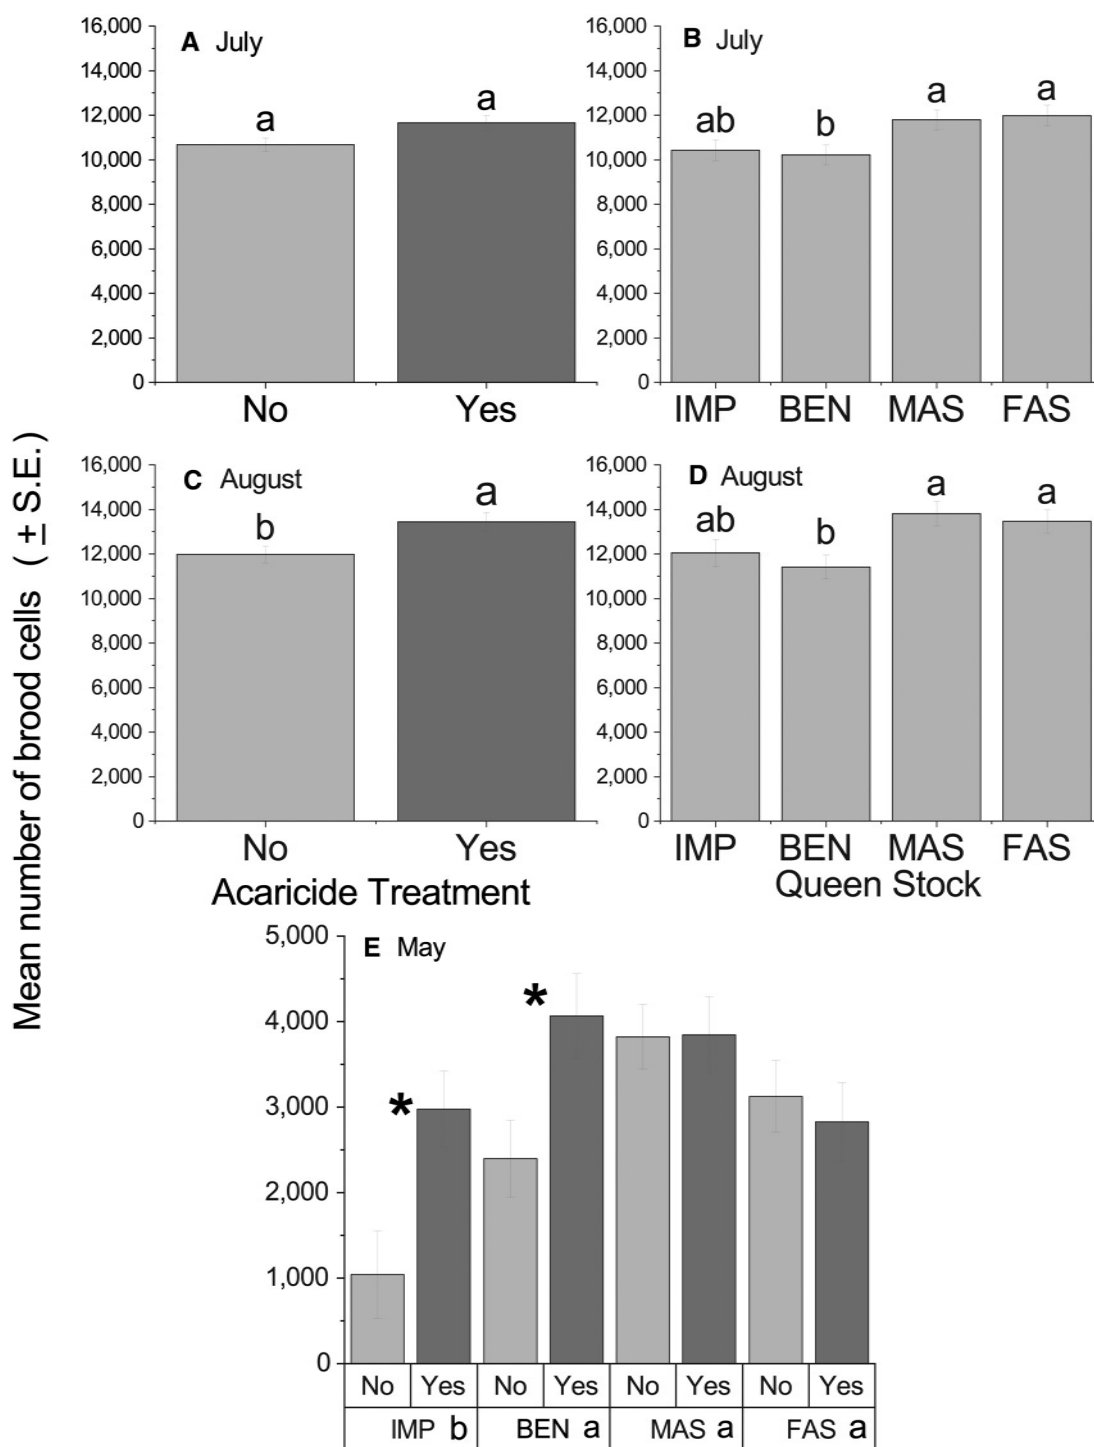 Mean number of brood cells ( ± S.E.)
A July
16,000
14,000
12,000
10,000
8,000
6,000
4,000
2,000
0
a
a
No Yes
B July
16,000
14,000
12,000
10,000
8,000
6,000
4,000
2,000
0
ab
b
a
a
IMP BEN MAS FAS
C August
16,000
14,000
12,000
10,000
8,000
6,000
4,000
2,000
0
b
a
No Yes
Acaricide Treatment
D August
16,000
14,000
12,000
10,000
8,000
6,000
4,000
2,000
0
ab
b
a
a
IMP BEN MAS FAS
Queen Stock
E May
5,000
4,000
3,000
2,000
1,000
0
*
*
No Yes No Yes No Yes No Yes
IMP b BEN a MAS a FAS a